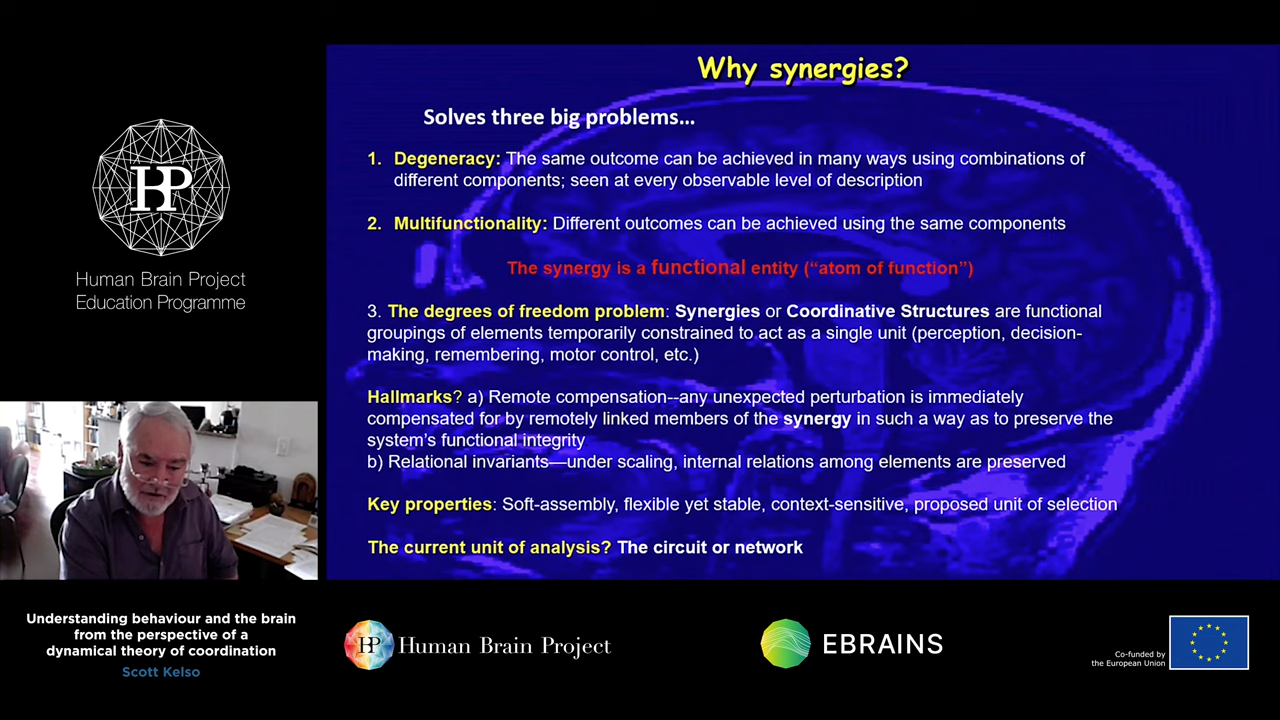 Why synergies?
Solves three big problems...
1. Degeneracy: The same outcome can be achieved in many ways using combinations of
different components; seen at every observable level of description
2. Multifunctionality: Different outcomes can be achieved using the same components
The synergy is a functional entity (“atom of function”)
3. The degrees of freedom problem: Synergies or Coordinative Structures are functional
groupings of elements temporarily constrained to act as a single unit (perception, decision-
making, remembering, motor control, etc.)
Hallmarks? a) Remote compensation--any unexpected perturbation is immediately
compensated for by remotely linked members of the synergy in such a way as to preserve the
system’s functional integrity
b) Relational invariants—under scaling, internal relations among elements are preserved
Key properties: Soft-assembly, flexible yet stable, context-sensitive, proposed unit of selection
The current unit of analysis? The circuit or network
HP
Human Brain Project
Education Programme
Understanding behaviour and the brain
from the perspective of a
dynamical theory of coordination
Scott Kelso
HP Human Brain Project
EBRAINS
Co-funded by
the European Union